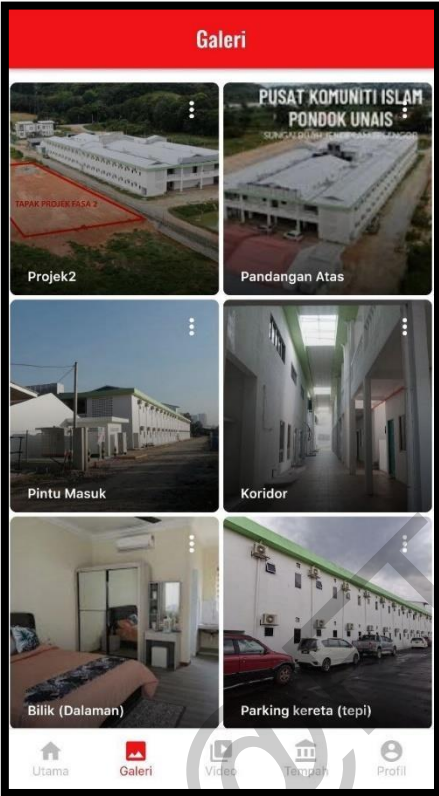 Galeri
PUSAT KOMUNITI ISLAM
PONDOK UNAIS
TAPAK PROJEK FASA 2
Projek2
Pandangan Atas
Pintu Masuk
Koridor
Bilik (Dalaman)
Parking kereta (tepi)
Utama
Galeri
Video
Tempah
Profil